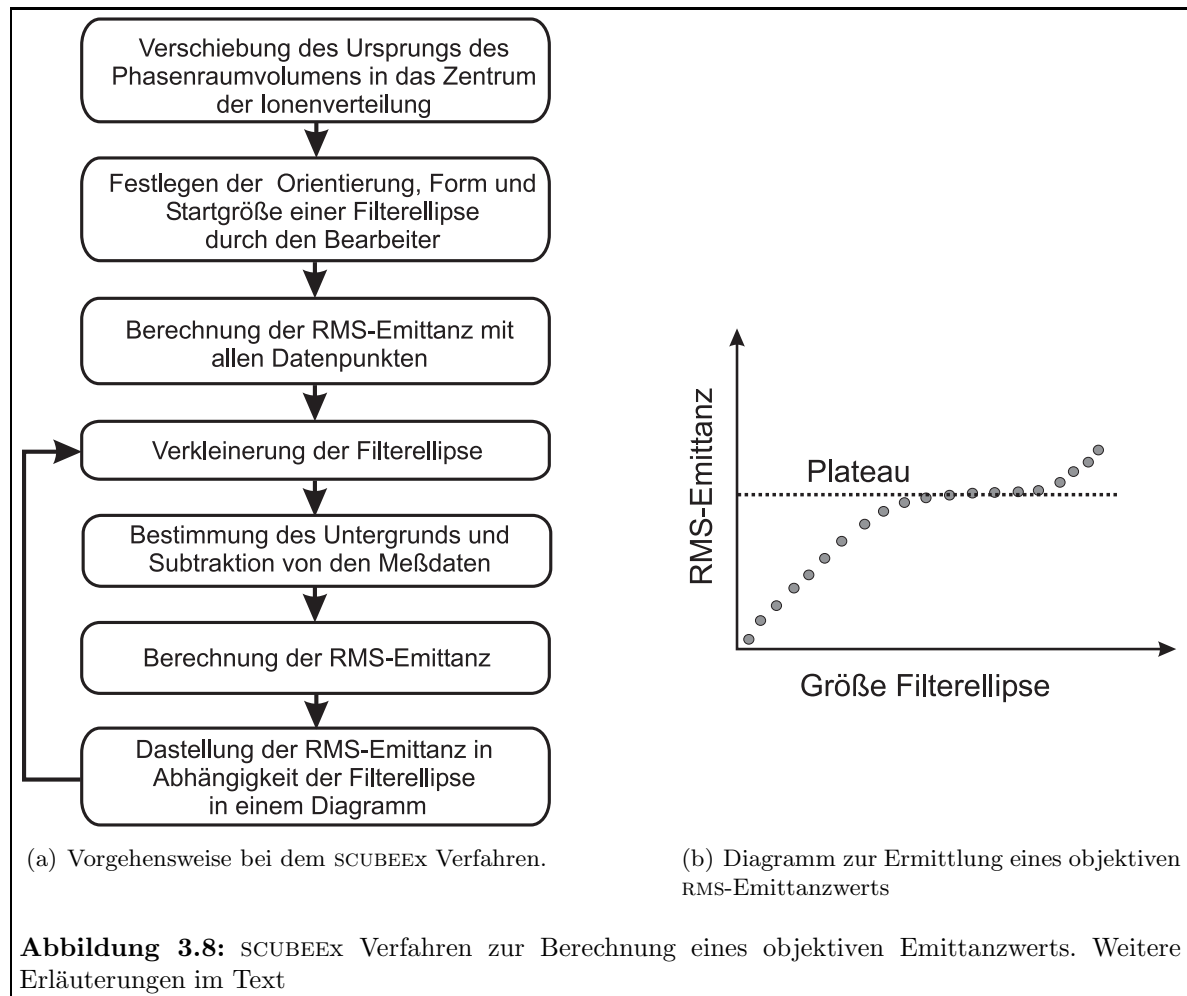 Verschiebung des Ursprungs des
Phasenraumvolumens in das Zentrum
der Ionenverteilung
Festlegen der Orientierung, Form und
Startgröße einer Filterellipse
durch den Bearbeiter
Berechnung der RMS-Emittanz mit
allen Datenpunkten
Verkleinerung der Filterellipse
Bestimmung des Untergrunds und
Subtraktion von den Meßdaten
Berechnung der RMS-Emittanz
Dastellung der RMS-Emittanz in
Abhängigkeit der Filterellipse
in einem Diagramm
(a) Vorgehensweise bei dem SCUBEEx Verfahren.
RMS-Emittanz
Plateau
Größe Filterellipse
(b) Diagramm zur Ermittlung eines objektiven
RMS-Emittanzwerts
Abbildung 3.8: SCUBEEx Verfahren zur Berechnung eines objektiven Emittanzwerts. Weitere
Erläuterungen im Text